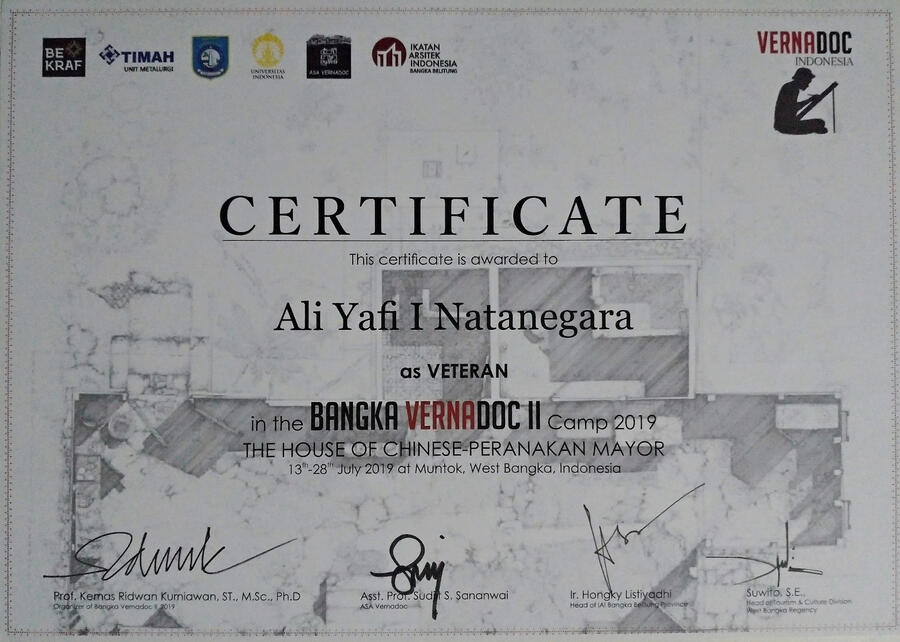 BE
KRAF
TIMAH
UNIT METALURGI
UNIVERSITAS
INDONESIA
ASA VERNADOC
IKATAN
ARSITEK
INDONESIA
BANGKA BELITUNG
VERNADOC
INDONESIA
CERTIFICATE
This certificate is awarded to
Ali Yafi I Natanegara
as VETERAN
in the BANGKA VERNADOC II Camp 2019
THE HOUSE OF CHINESE-PERANAKAN MAYOR
13th-28th July 2019 at Muntok, West Bangka, Indonesia
Prof. Kemas Ridwan Kurniawan, ST., M.Sc., Ph.D
Organizer of Bangka Vernadoc II 2019
Asst. Prof. Sudjit S. Sananwai
ASA Vernadoc
Ir. Hongky Listiyadhi
Head of IAI Bangka Belitung Province
Suwito, S.E.,
Head of Tourism & Culture Division
West Bangka Regency